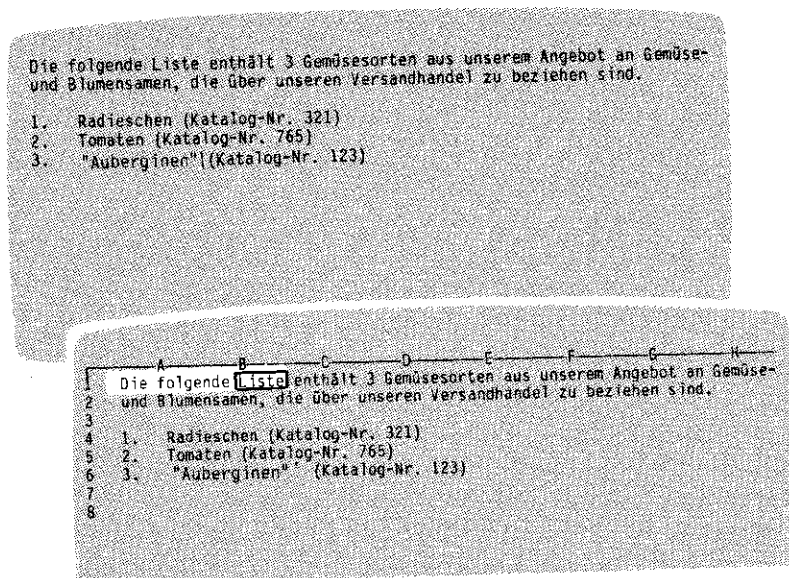 Die folgende Liste enthält 3 Gemüsesorten aus unserem Angebot an Gemüse-
und Blumensamen, die über unseren Versandhandel zu beziehen sind.
1. Radieschen (Katalog-Nr. 321)
2. Tomaten (Katalog-Nr. 765)
3. "Auberginen"|(Katalog-Nr. 123)
A B C D E F G H
1 Die folgende Liste enthält 3 Gemüsesorten aus unserem Angebot an Gemüse-
2 und Blumensamen, die über unseren Versandhandel zu beziehen sind.
3
4 1. Radieschen (Katalog-Nr. 321)
5 2. Tomaten (Katalog-Nr. 765)
6 3. "Auberginen"' (Katalog-Nr. 123)
7
8